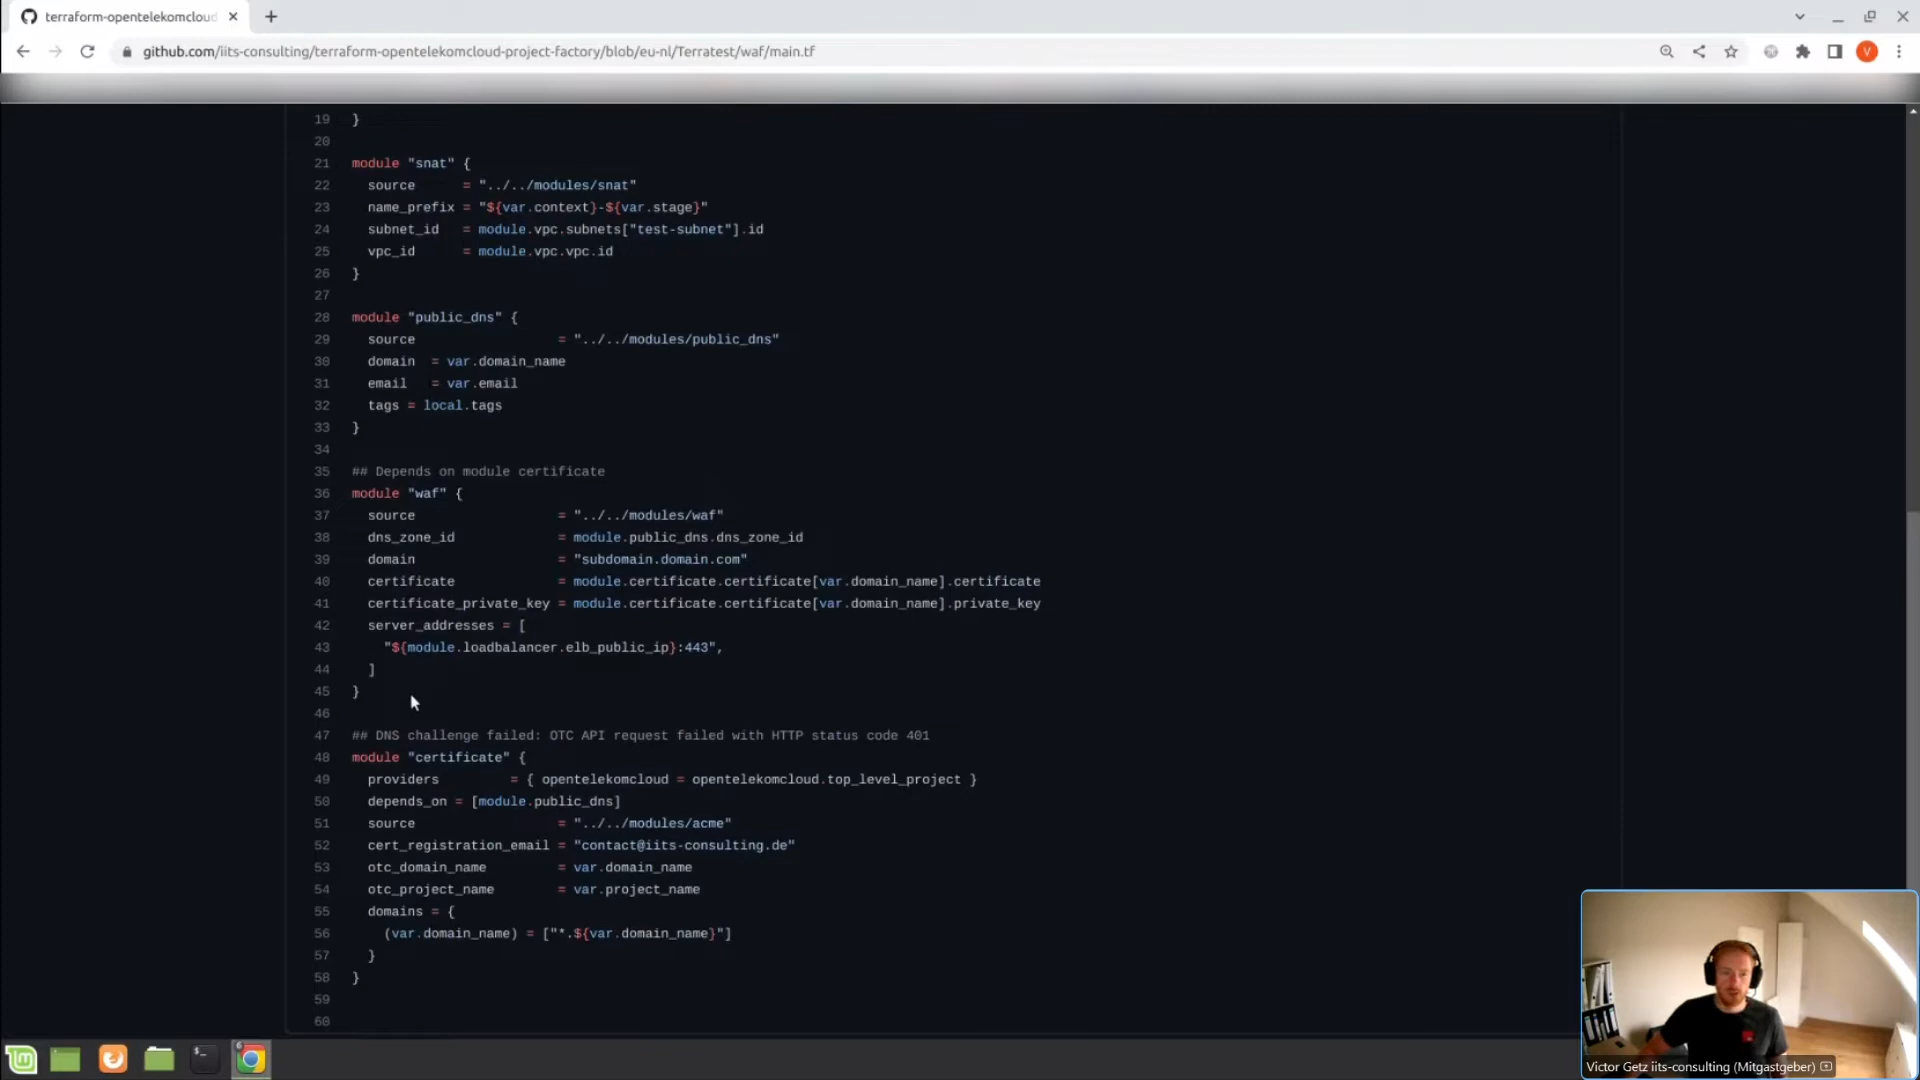 terraform-opentelekomcloud
github.com/iits-consulting/terraform-opentelekomcloud-project-factory/blob/eu-nl/Terratest/waf/main.tf
V
19 }
20
21 module "snat" {
22 source = "../../modules/snat"
23 name_prefix = "${var.context}-${var.stage}"
24 subnet_id = module.vpc.subnets["test-subnet"].id
25 vpc_id = module.vpc.vpc.id
26 }
27
28 module "public_dns" {
29 source = "../../modules/public_dns"
30 domain = var.domain_name
31 email = var.email
32 tags = local.tags
33 }
34
35 ## Depends on module certificate
36 module "waf" {
37 source = "../../modules/waf"
38 dns_zone_id = module.public_dns.dns_zone_id
39 domain = "subdomain.domain.com"
40 certificate = module.certificate.certificate[var.domain_name].certificate
41 certificate_private_key = module.certificate.certificate[var.domain_name].private_key
42 server_addresses = [
43 "${module.loadbalancer.elb_public_ip}:443",
44 ]
45 }
46
47 ## DNS challenge failed: OTC API request failed with HTTP status code 401
48 module "certificate" {
49 providers = { opentelekomcloud = opentelekomcloud.top_level_project }
50 depends_on = [module.public_dns]
51 source = "../../modules/acme"
52 cert_registration_email = "contact@iits-consulting.de"
53 otc_domain_name = var.domain_name
54 otc_project_name = var.project_name
55 domains = {
56 (var.domain_name) = ["*.${var.domain_name}"]
57 }
58 }
59
60
6
Victor Getz iits-consulting (Mitgastgeber)